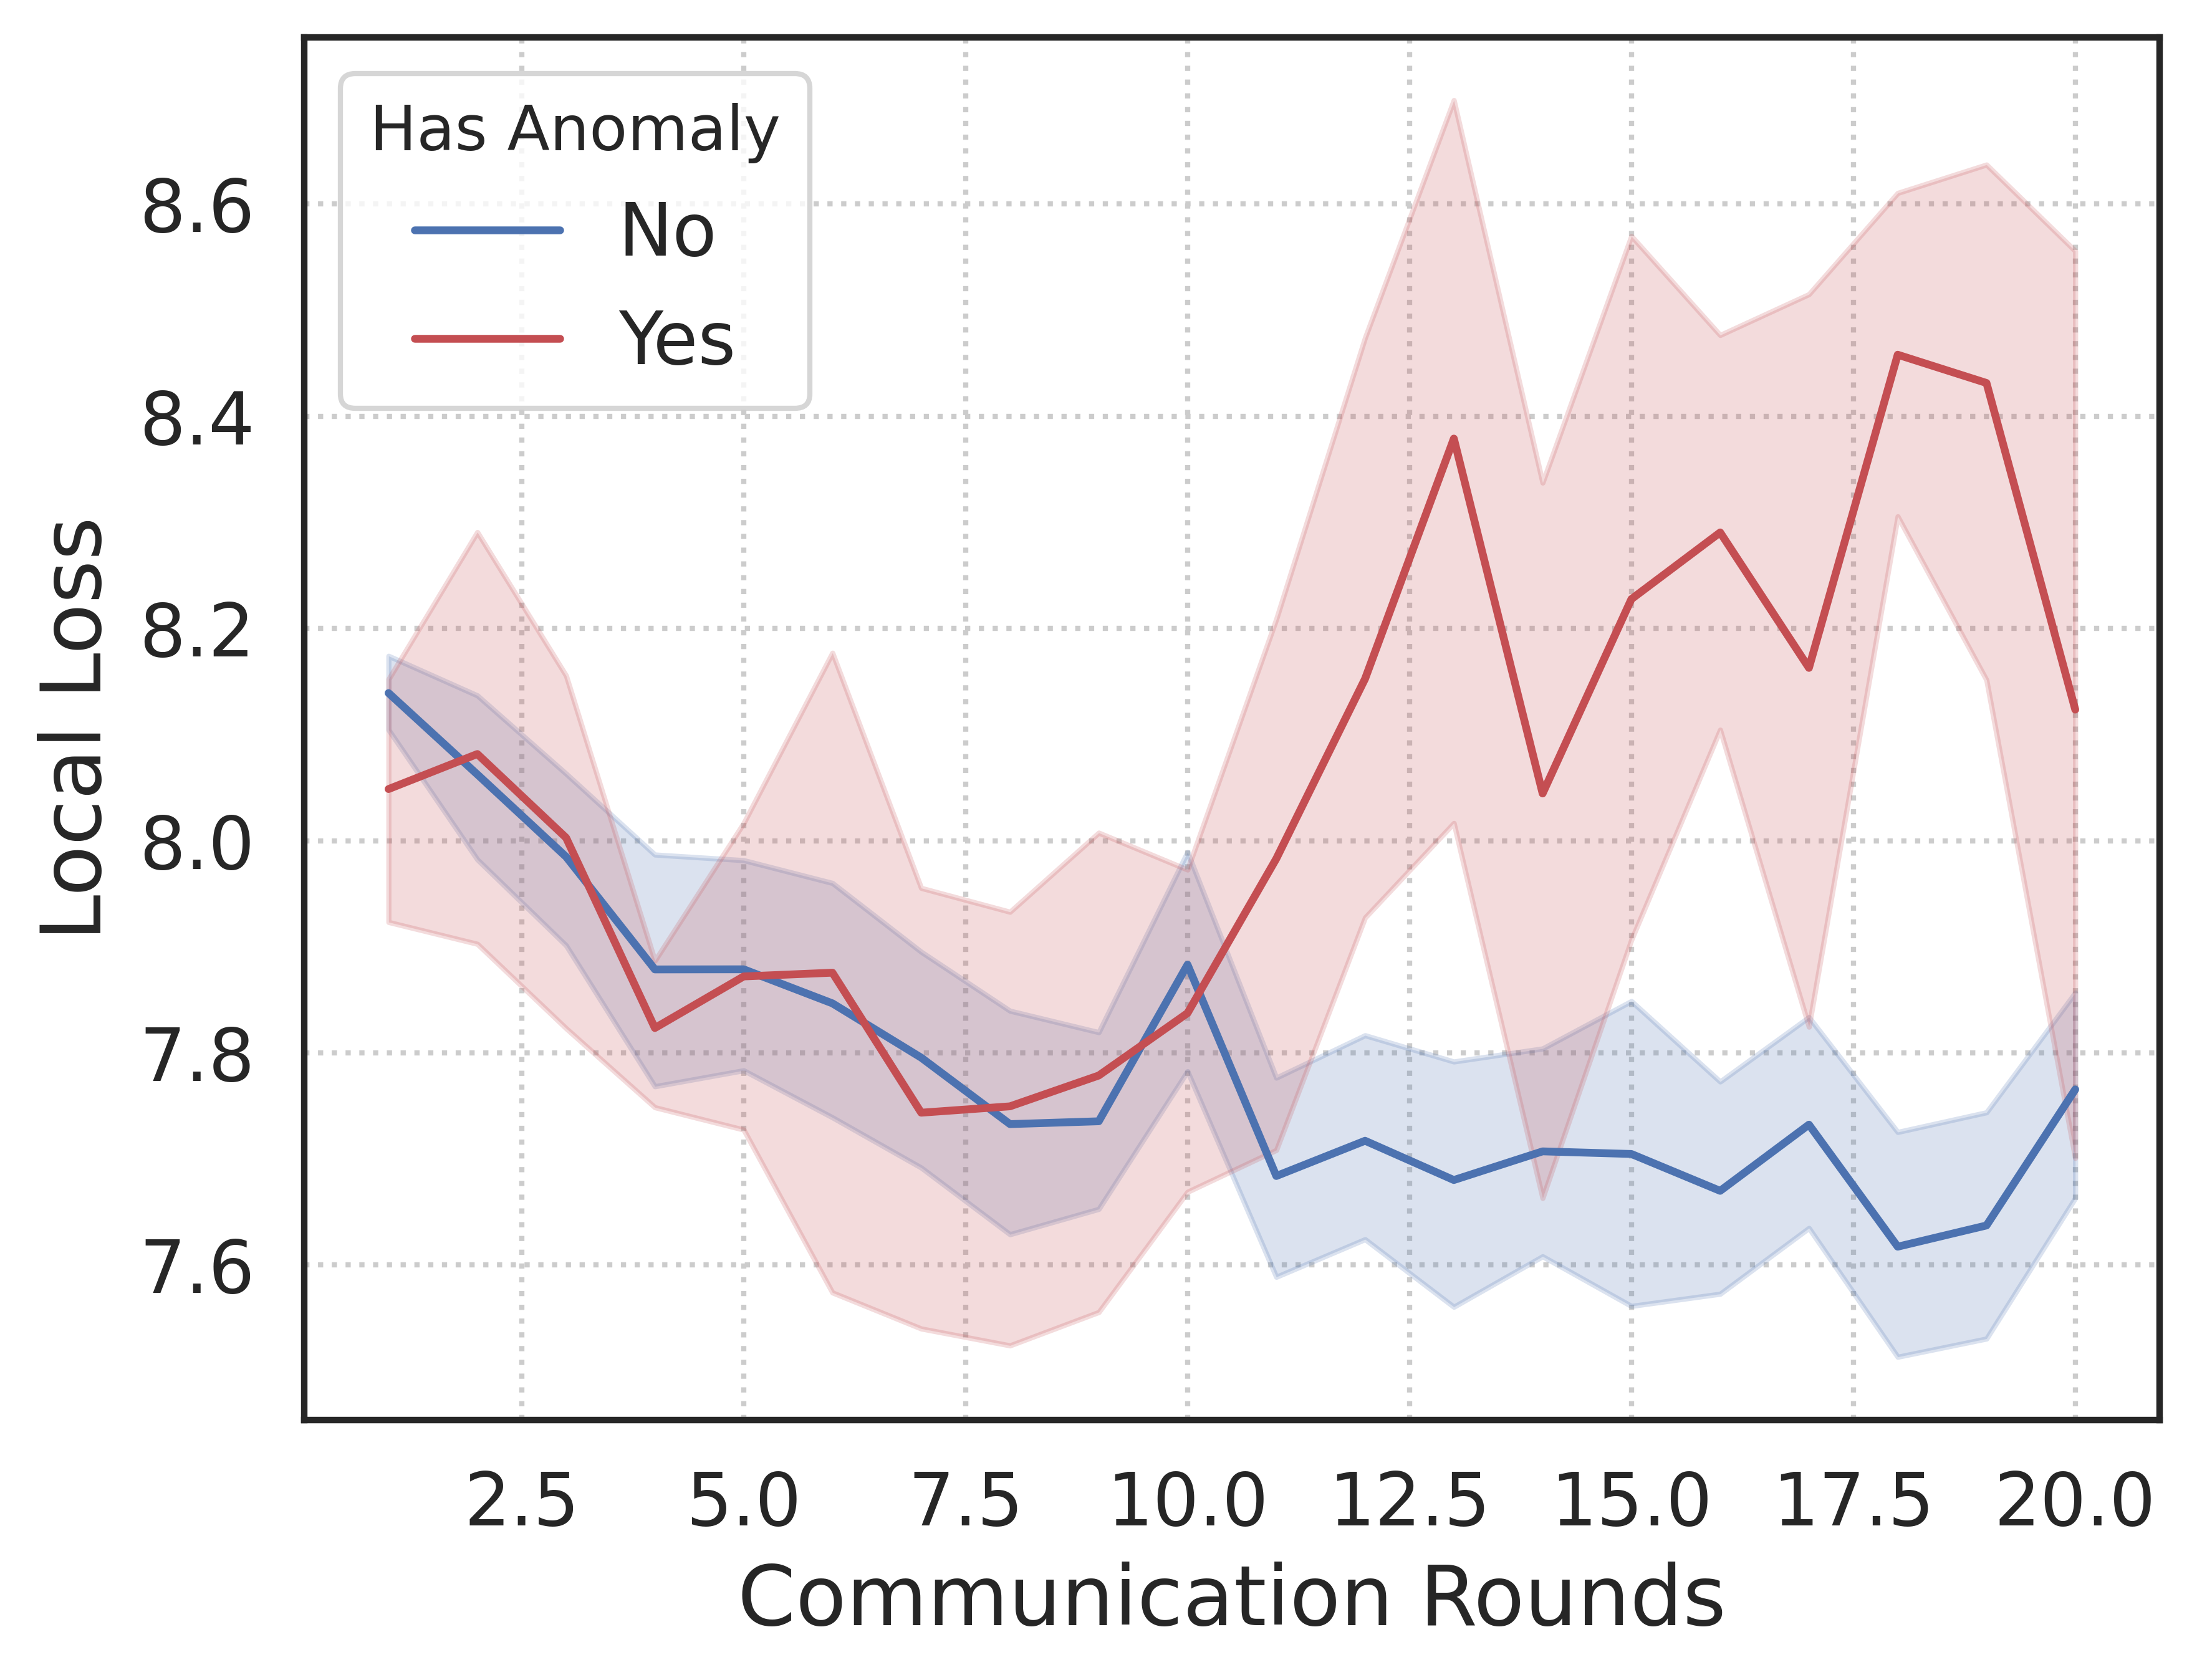 Has Anomaly
No
Yes
Local Loss
8.6
8.4
8.2
8.0
7.8
7.6
2.5 5.0 7.5 10.0 12.5 15.0 17.5 20.0
Communication Rounds